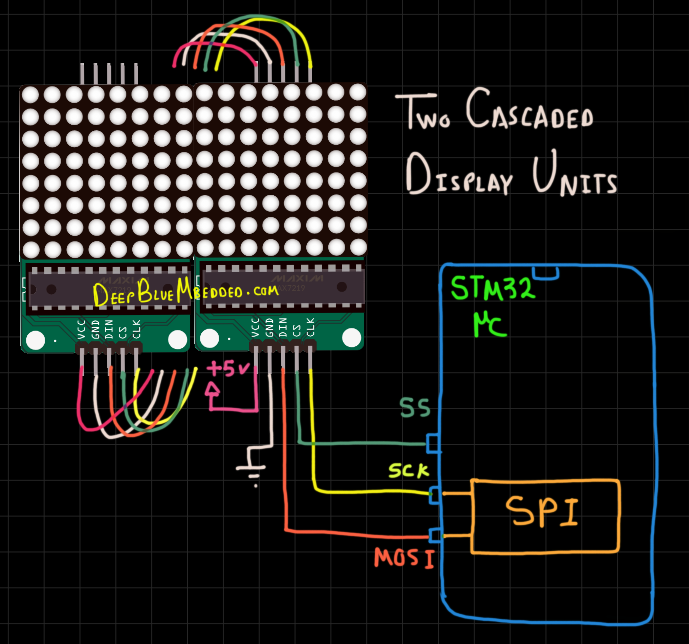 Two Cascaded
Display Units
DeepBlueMbedded.com
VCC
GND
DIN
CS
CLK
VCC
GND
DIN
CS
CLK
+5v
STM32
μC
SS
SCK
SPI
MOSI